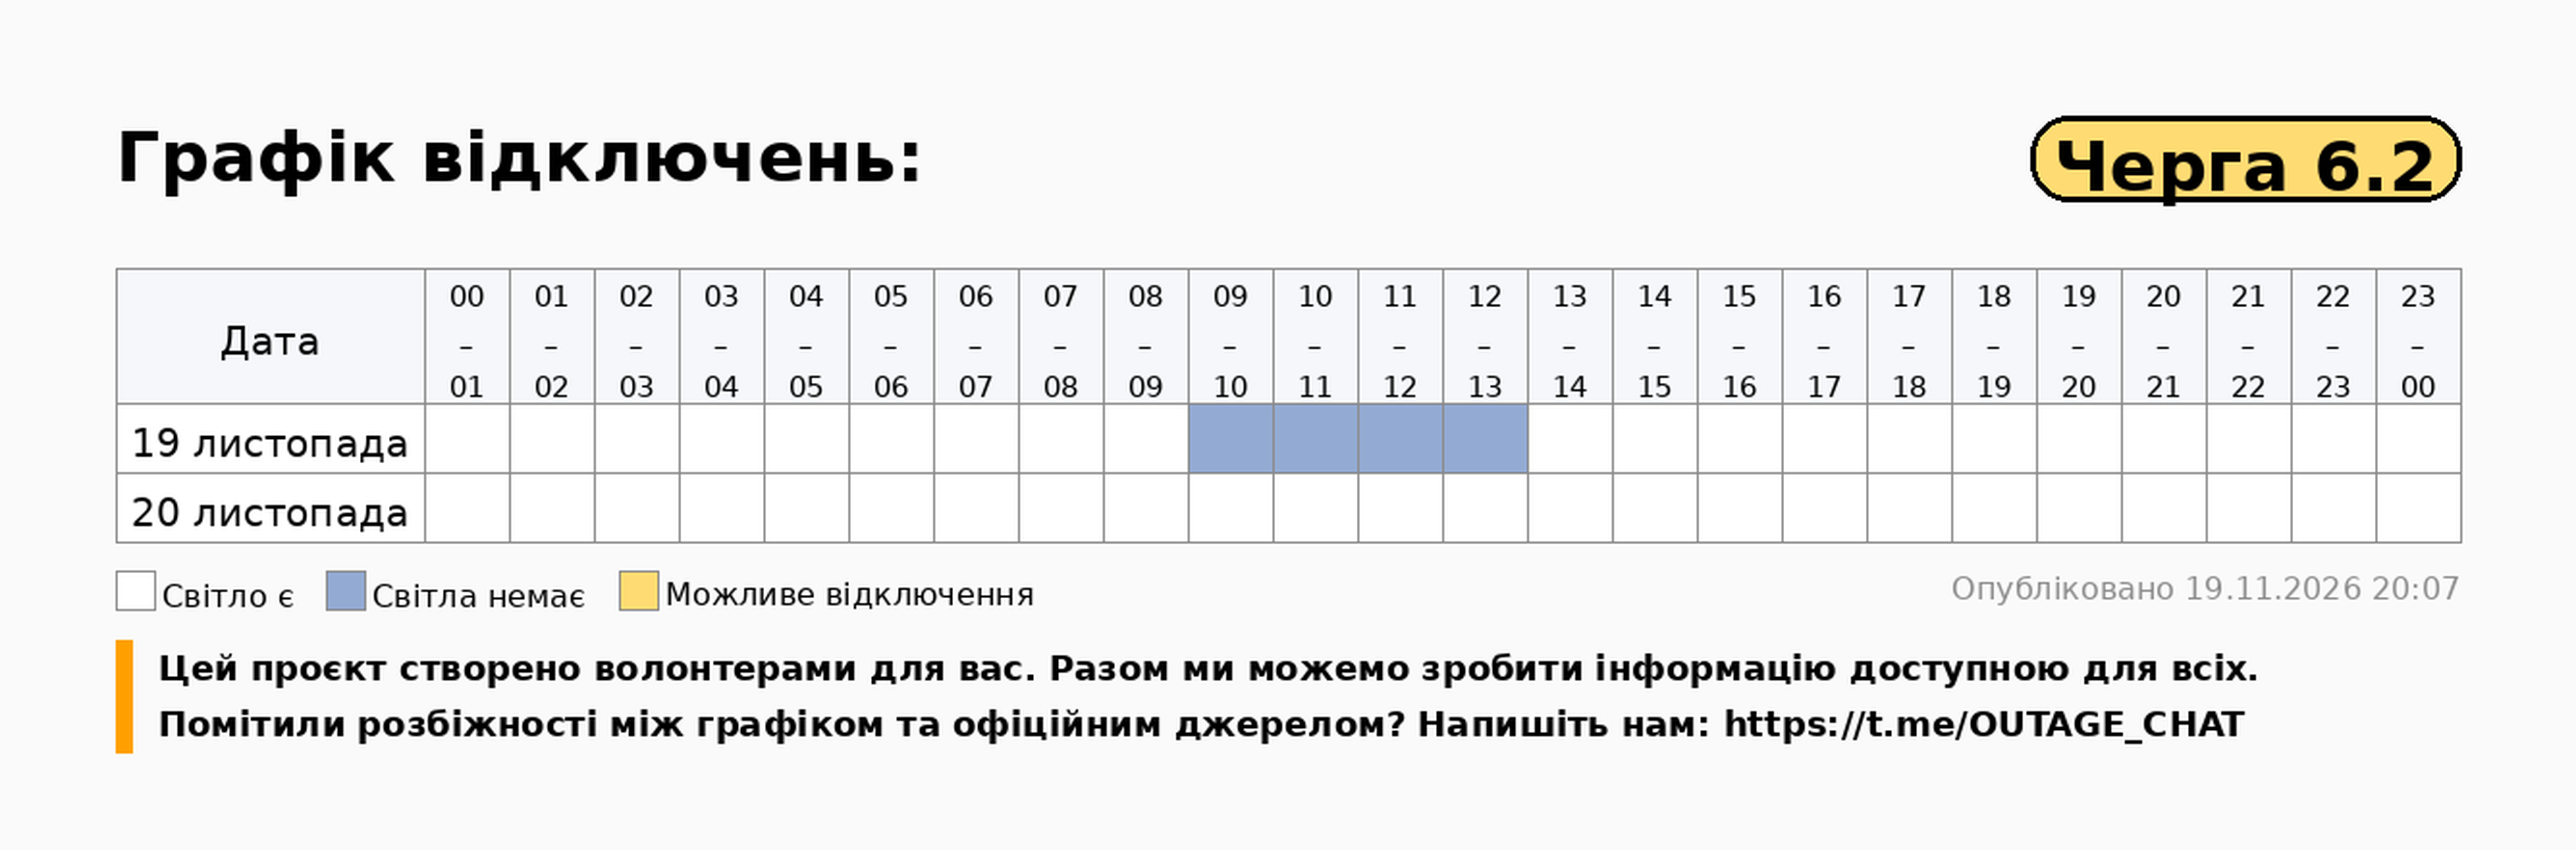 Графік відключень:
Черга 6.2
Дата 00 – 01 01 – 02 02 – 03 03 – 04 04 – 05 05 – 06 06 – 07 07 – 08 08 – 09 09 – 10 10 – 11 11 – 12 12 – 13 13 – 14 14 – 15 15 – 16 16 – 17 17 – 18 18 – 19 19 – 20 20 – 21 21 – 22 22 – 23 23 – 00
19 листопада
20 листопада
Світло є Світла немає Можливе відключення
Опубліковано 19.11.2026 20:07
Цей проєкт створено волонтерами для вас. Разом ми можемо зробити інформацію доступною для всіх.
Помітили розбіжності між графіком та офіційним джерелом? Напишіть нам: https://t.me/OUTAGE_CHAT